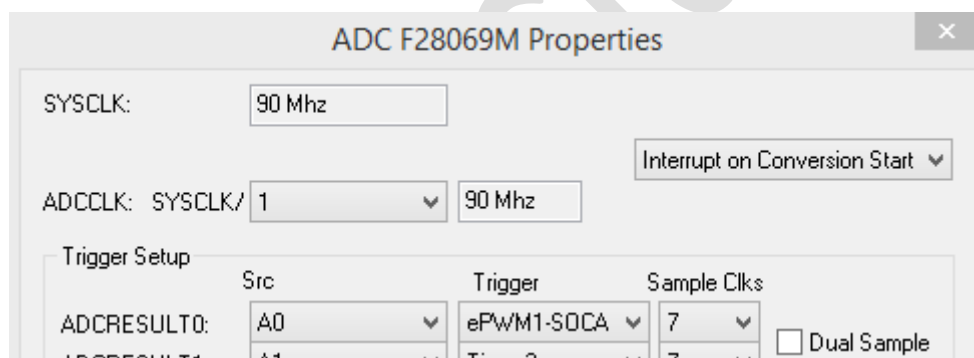 ADC F28069M Properties
SYSCLK: 90 Mhz
Interrupt on Conversion Start
ADCCLK: SYSCLK/ 1 90 Mhz
Trigger Setup
Src Trigger Sample Clks
ADCRESULT0: A0 ePWM1-SOCA 7
Dual Sample